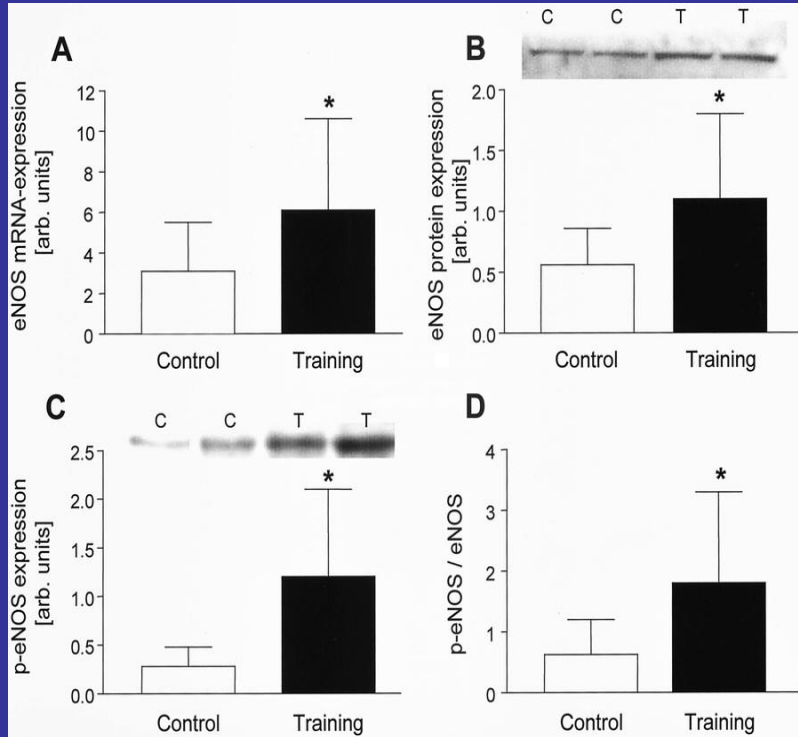 A
eNOS mRNA-expression
[arb. units]
12
10
8
6
4
2
0
*
Control Training
B
C C T T
eNOS protein expression
[arb. units]
2.0
1.5
1.0
0.5
0.0
*
Control Training
C
C C T T
p-eNOS expression
[arb. units]
2.5
2.0
1.5
1.0
0.5
0.0
*
Control Training
D
p-eNOS / eNOS
4
3
2
1
0
*
Control Training